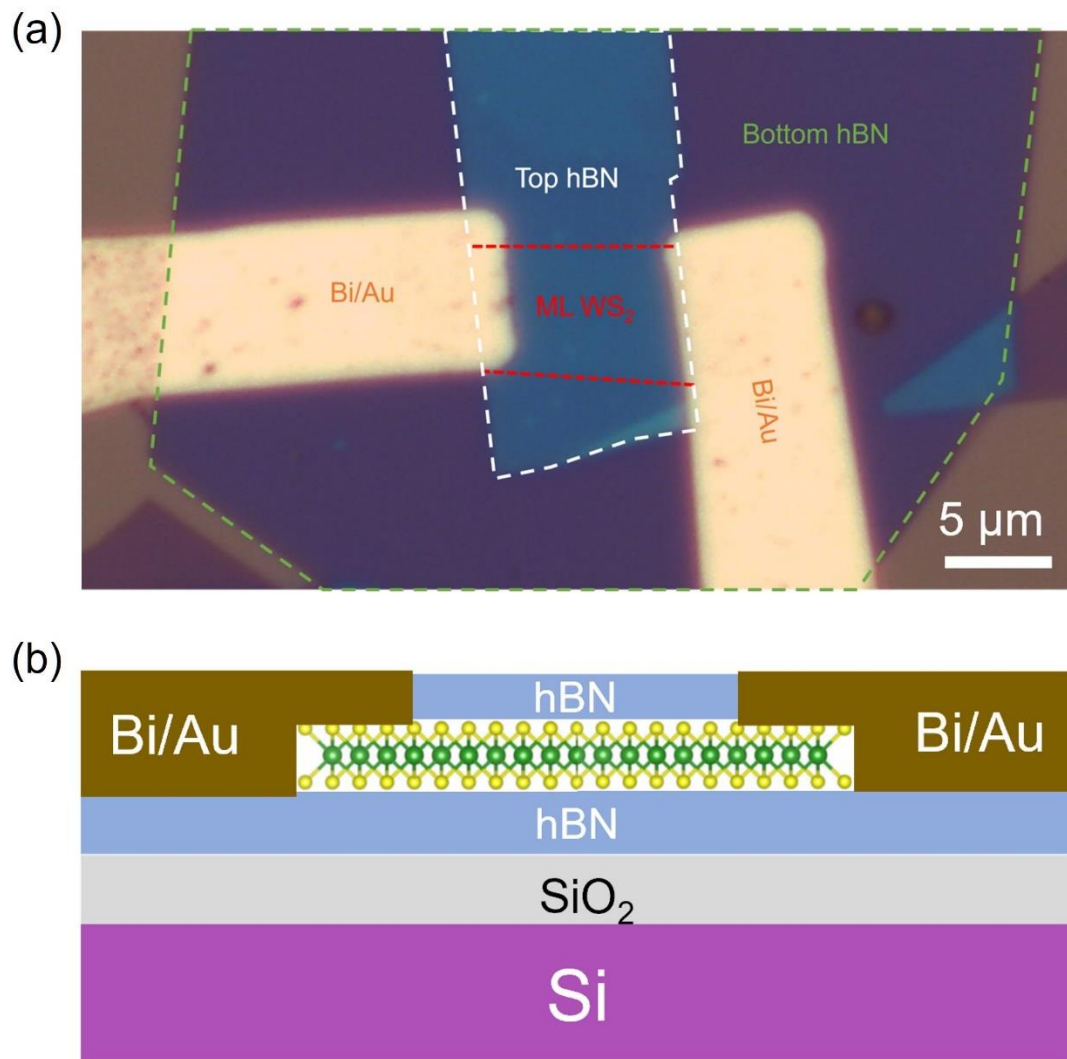 (a)
Bottom hBN
Top hBN
Bi/Au
ML WS₂
Bi/Au
5 μm
(b)
hBN
Bi/Au
Bi/Au
hBN
SiO₂
Si